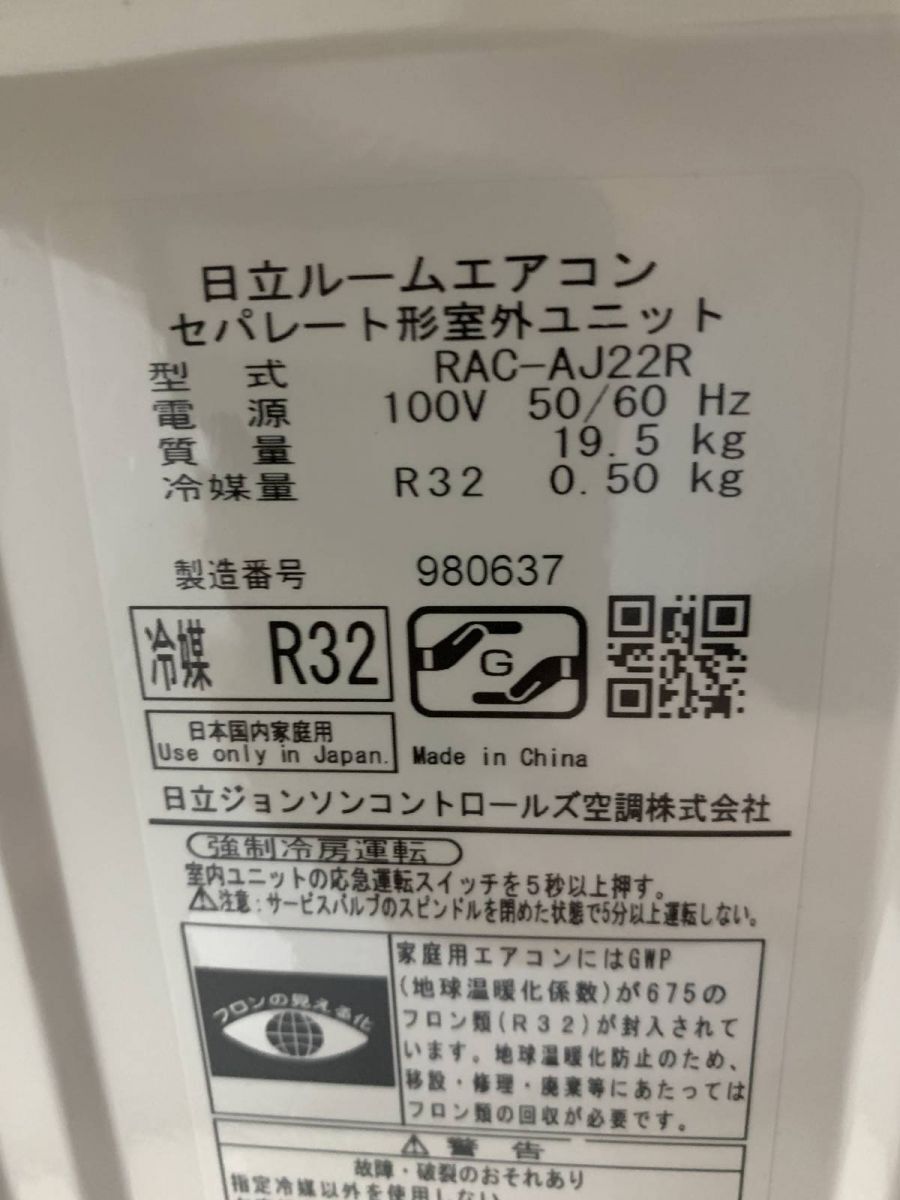 日立ルームエアコン
セパレート形室外ユニット
型 式 RAC-AJ22R
電 源 100V 50/60 Hz
質 量 19.5 kg
冷媒量 R32 0.50 kg
製造番号 980637
冷媒 R32
G
日本国内家庭用
Use only in Japan.
Made in China
日立ジョンソンコントロールズ空調株式会社
強制冷房運転
室内ユニットの応急運転スイッチを5秒以上押す。
⚠注意:サービスバルブのスピンドルを閉めた状態で5分以上運転しない。
フロンの見える化
家庭用エアコンにはGWP
(地球温暖化係数)が675の
フロン類(R32)が封入されて
います。地球温暖化防止のため、
移設・修理・廃棄等にあたっては
フロン類の回収が必要です。
⚠警告
故障・破裂のおそれあり
指定冷媒以外を使用しない